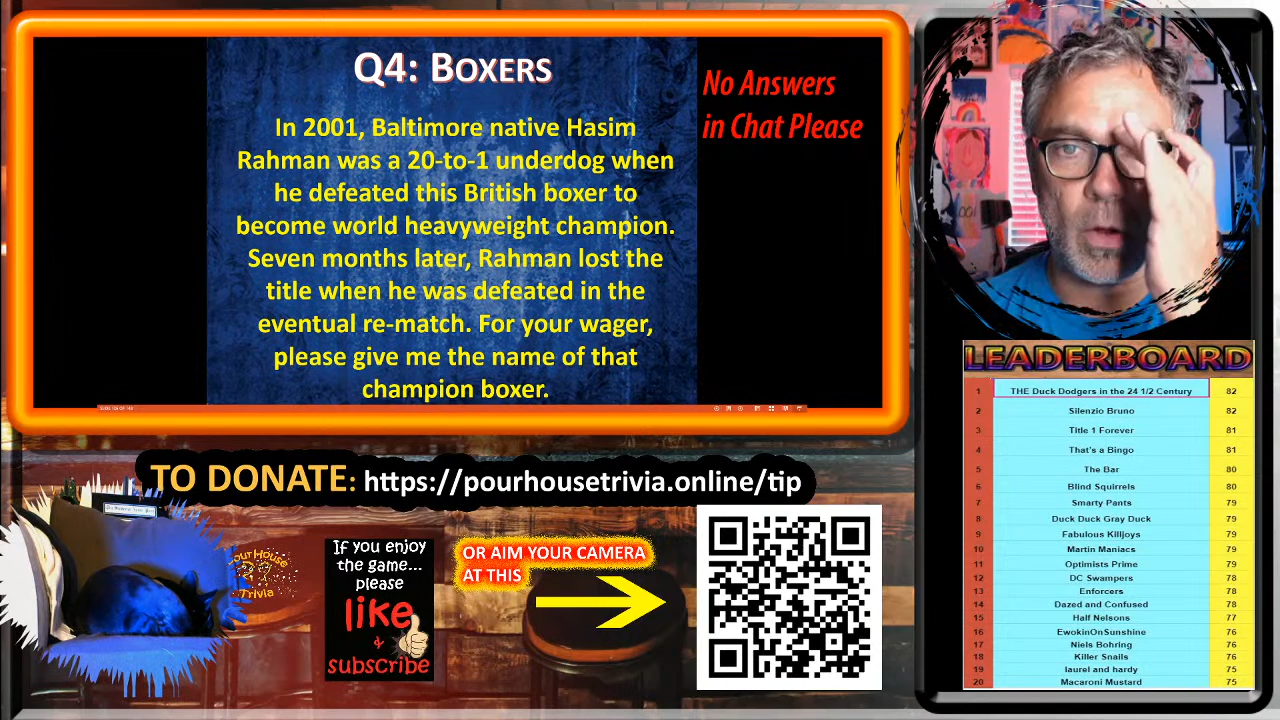 Q4: BOXERS
In 2001, Baltimore native Hasim
Rahman was a 20-to-1 underdog when
he defeated this British boxer to
become world heavyweight champion.
Seven months later, Rahman lost the
title when he was defeated in the
eventual re-match. For your wager,
please give me the name of that
champion boxer.
No Answers
in Chat Please
TO DONATE: https://pourhousetrivia.online/tip
If you enjoy
the game...
please
like
&
subscribe
OR AIM YOUR CAMERA
AT THIS
LEADERBOARD
1 THE Duck Dodgers in the 24 1/2 Century 82
2 Silenzio Bruno 82
3 Title 1 Forever 81
4 That's a Bingo 81
5 The Bar 80
6 Blind Squirrels 80
7 Smarty Pants 79
8 Duck Duck Gray Duck 79
9 Fabulous Killjoys 79
10 Martin Maniacs 79
11 Optimists Prime 79
12 DC Swampers 78
13 Enforcers 78
14 Dazed and Confused 78
15 Half Nelsons 77
16 EwokinOnSunshine 76
17 Niels Bohring 76
18 Killer Snails 76
19 laurel and hardy 75
20 Macaroni Mustard 75